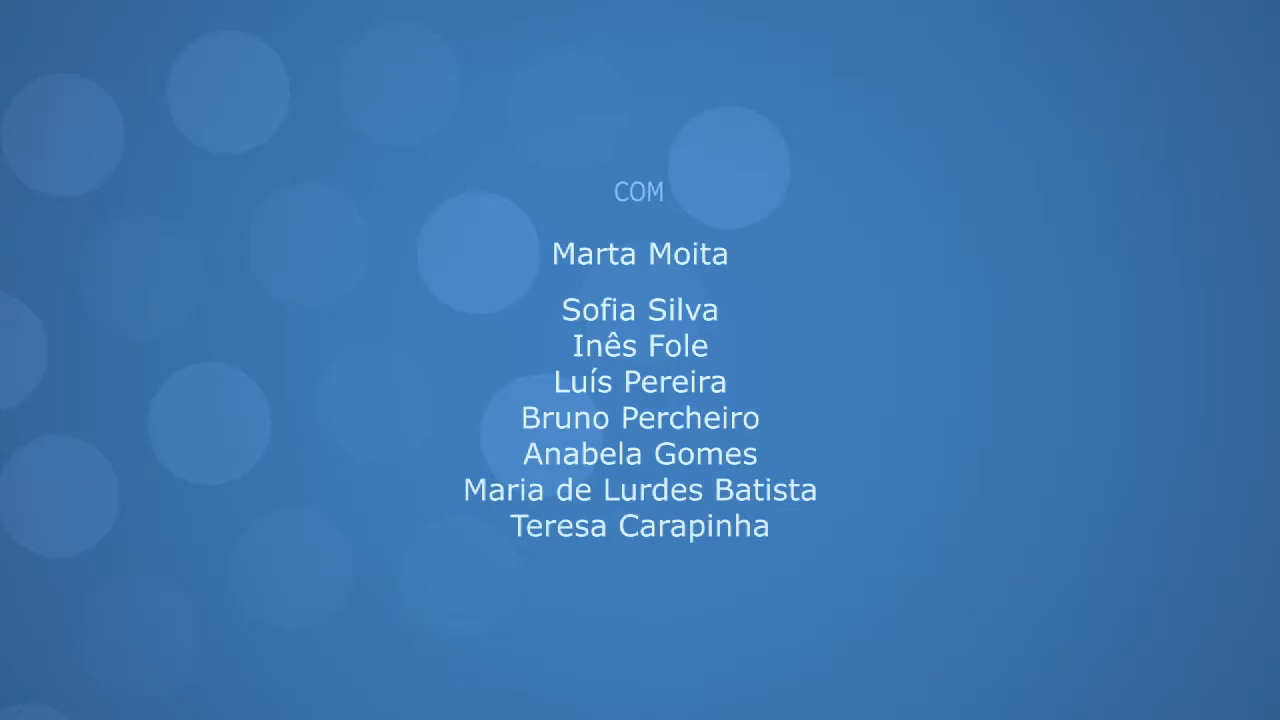 COM
Marta Moita
Sofia Silva
Inês Fole
Luís Pereira
Bruno Percheiro
Anabela Gomes
Maria de Lurdes Batista
Teresa Carapinha